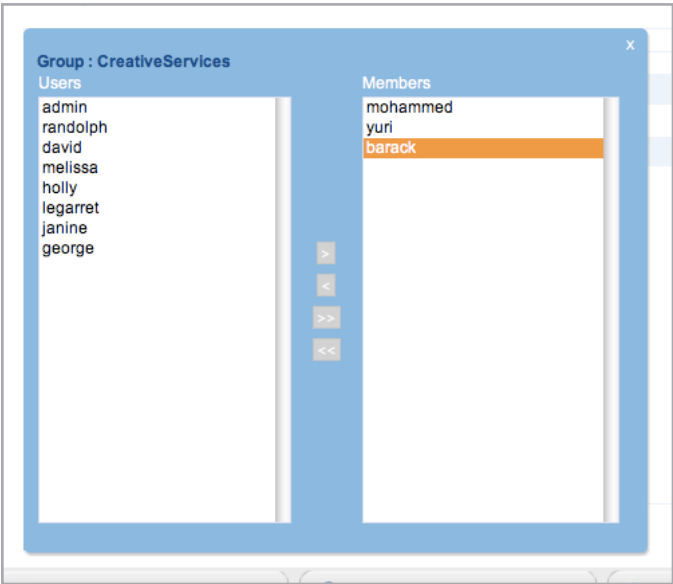 x
Group : CreativeServices
Users
Members
admin
randolph
david
melissa
holly
legarret
janine
george
mohammed
yuri
barack
>
<
>>
<<